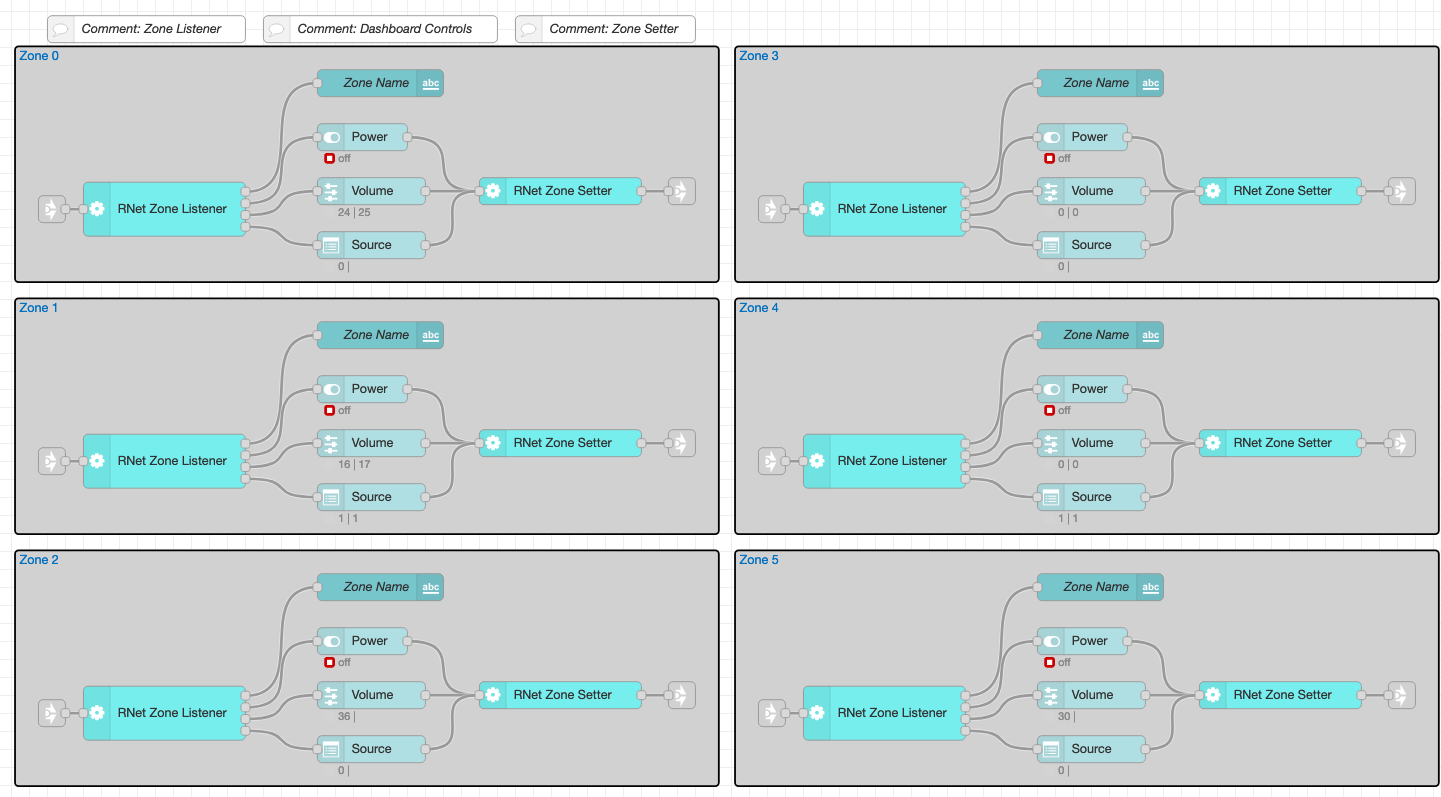 Comment: Zone Listener
Comment: Dashboard Controls
Comment: Zone Setter
Zone 0
Zone Name
abc
Power
off
RNet Zone Listener
Volume
24 | 25
RNet Zone Setter
Source
0 |
Zone 3
Zone Name
abc
Power
off
RNet Zone Listener
Volume
0 | 0
RNet Zone Setter
Source
0 |
Zone 1
Zone Name
abc
Power
off
RNet Zone Listener
Volume
16 | 17
RNet Zone Setter
Source
1 | 1
Zone 4
Zone Name
abc
Power
off
RNet Zone Listener
Volume
0 | 0
RNet Zone Setter
Source
1 | 1
Zone 2
Zone Name
abc
Power
off
RNet Zone Listener
Volume
36 |
RNet Zone Setter
Source
0 |
Zone 5
Zone Name
abc
Power
off
RNet Zone Listener
Volume
30 |
RNet Zone Setter
Source
0 |